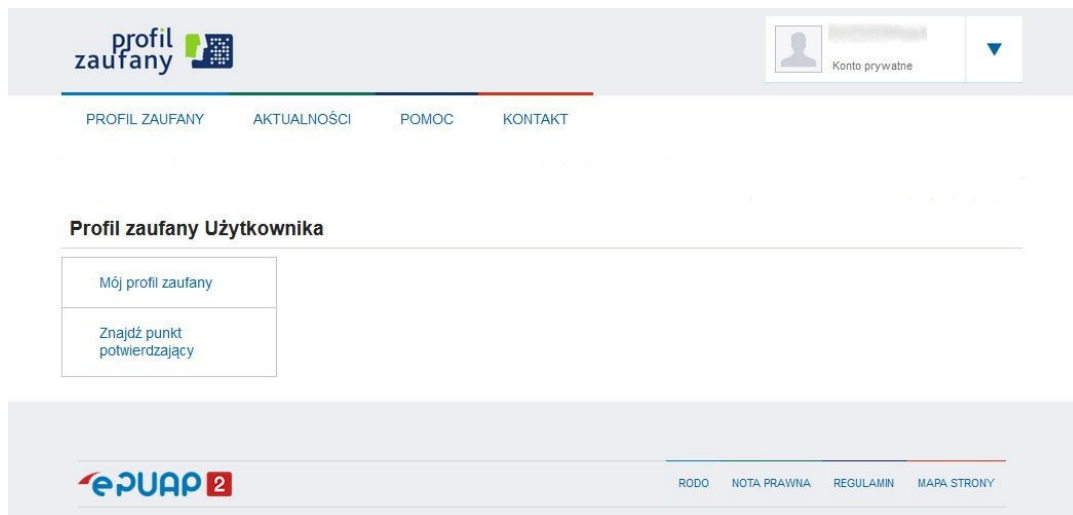 profil
zaufany
Konto prywatne
PROFIL ZAUFANY AKTUALNOŚCI POMOC KONTAKT
Profil zaufany Użytkownika
Mój profil zaufany
Znajdź punkt
potwierdzający
ePUAP 2
RODO NOTA PRAWNA REGULAMIN MAPA STRONY